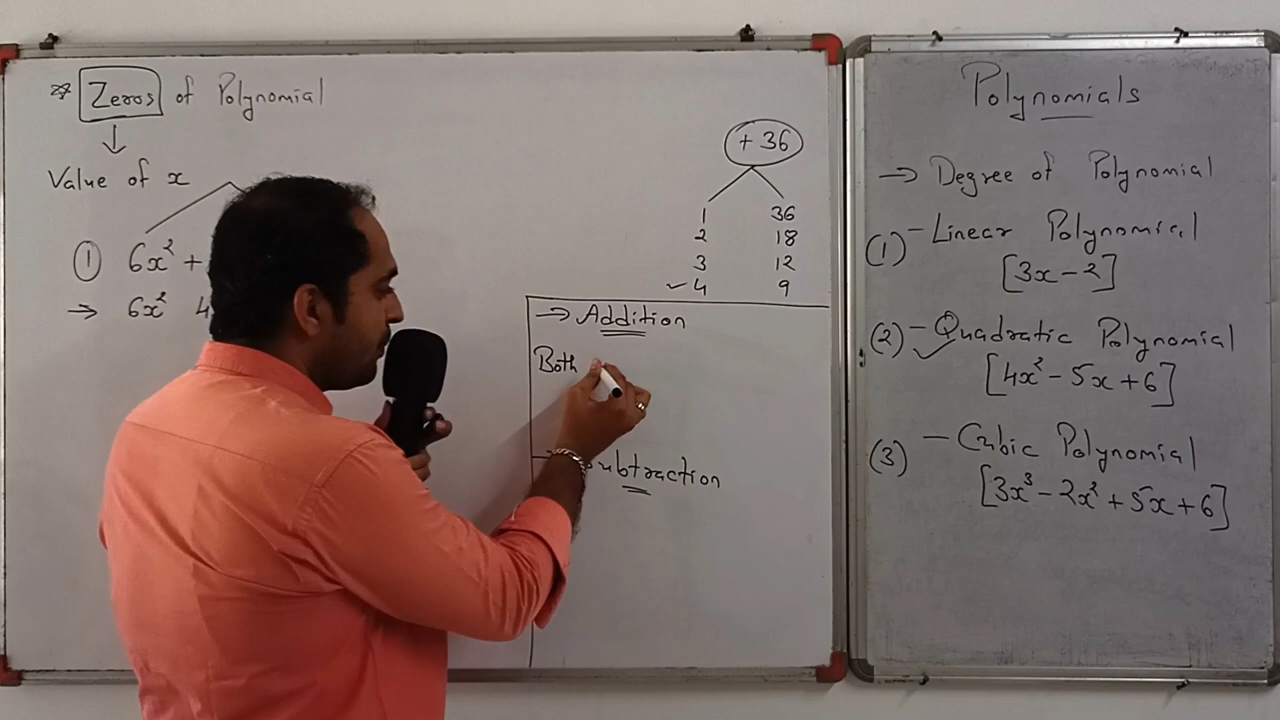 * Zeros of Polynomial
Value of x
① 6x² +
→ 6x² 4
+ 36
1 36
2 18
3 12
✓ 4 9
→ Addition
Both
Subtraction
Polynomials
→ Degree of Polynomial
(1) - Linear Polynomial
[3x - 2]
(2) - Quadratic Polynomial
[4x² - 5x + 6]
(3) - Cubic Polynomial
[3x³ - 2x² + 5x + 6]